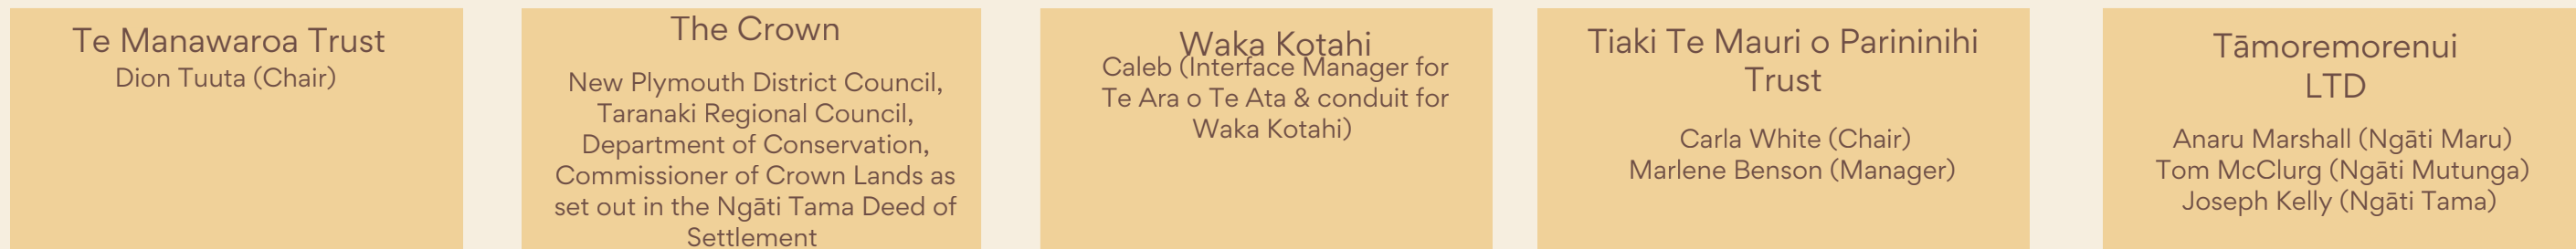 Te Manawaroa Trust
Dion Tuuta (Chair)
The Crown
New Plymouth District Council,
Taranaki Regional Council,
Department of Conservation,
Commissioner of Crown Lands as
set out in the Ngāti Tama Deed of
Settlement
Waka Kotahi
Caleb (Interface Manager for
Te Ara o Te Ata & conduit for
Waka Kotahi)
Tiaki Te Mauri o Parininihi
Trust
Carla White (Chair)
Marlene Benson (Manager)
Tāmoremorenui
LTD
Anaru Marshall (Ngāti Maru)
Tom McClurg (Ngāti Mutunga)
Joseph Kelly (Ngāti Tama)